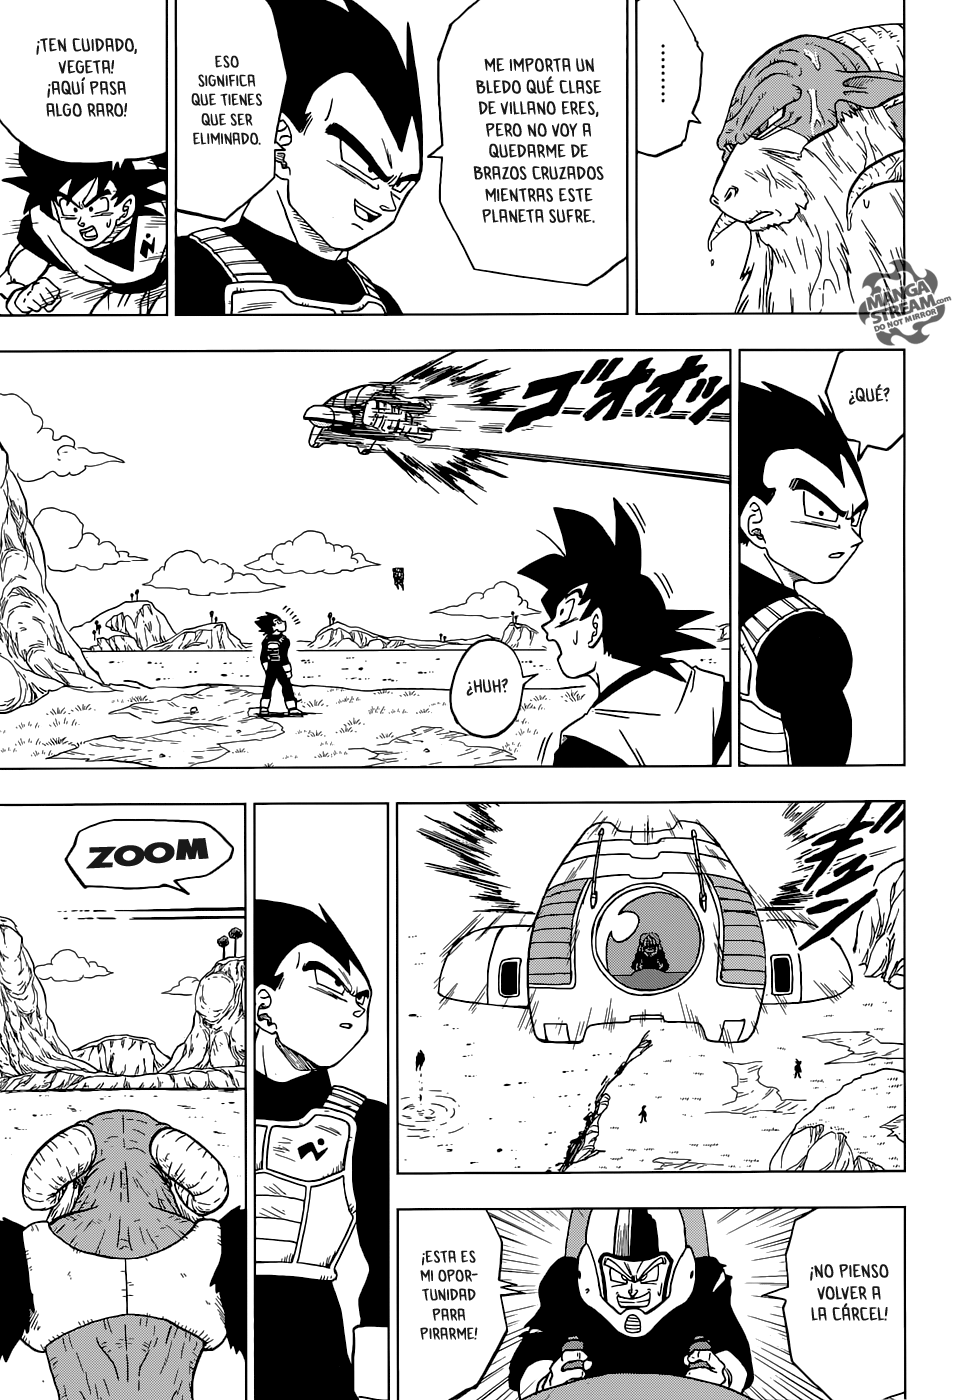 ………
ME IMPORTA UN
BLEDO QUÉ CLASE
DE VILLANO ERES,
PERO NO VOY A
QUEDARME DE
BRAZOS CRUZADOS
MIENTRAS ESTE
PLANETA SUFRE.
ESO
SIGNIFICA
QUE TIENES
QUE SER
ELIMINADO.
¡TEN CUIDADO,
VEGETA!
¡AQUÍ PASA
ALGO RARO!
MANGA
STREAM.com
DO NOT MIRROR
¿QUÉ?
ゴオオオッ
¿HUH?
ギュン
ZOOM
¡NO PIENSO
VOLVER A
LA CÁRCEL!
¡ESTA ES
MI OPOR-
TUNIDAD
PARA
PIRARME!